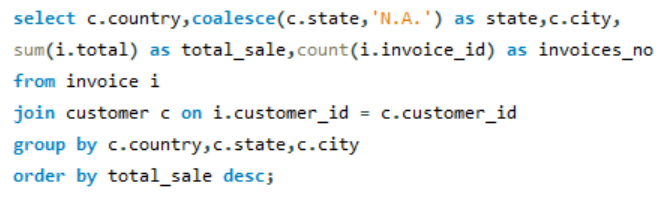 select c.country,coalesce(c.state,'N.A.') as state,c.city,
sum(i.total) as total_sale,count(i.invoice_id) as invoices_no
from invoice i
join customer c on i.customer_id = c.customer_id
group by c.country,c.state,c.city
order by total_sale desc;